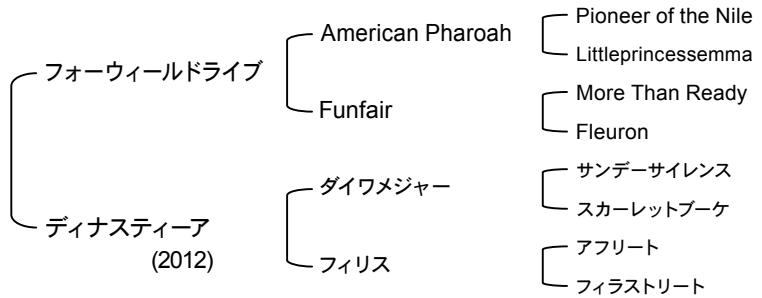 フォーウィールドライブ
American Pharoah
Pioneer of the Nile
Littleprincessemma
Funfair
More Than Ready
Fleuron
ディナスティーア
(2012)
ダイワメジャー
サンデーサイレンス
スカーレットブーケ
フィリス
アフリート
フィラストリート